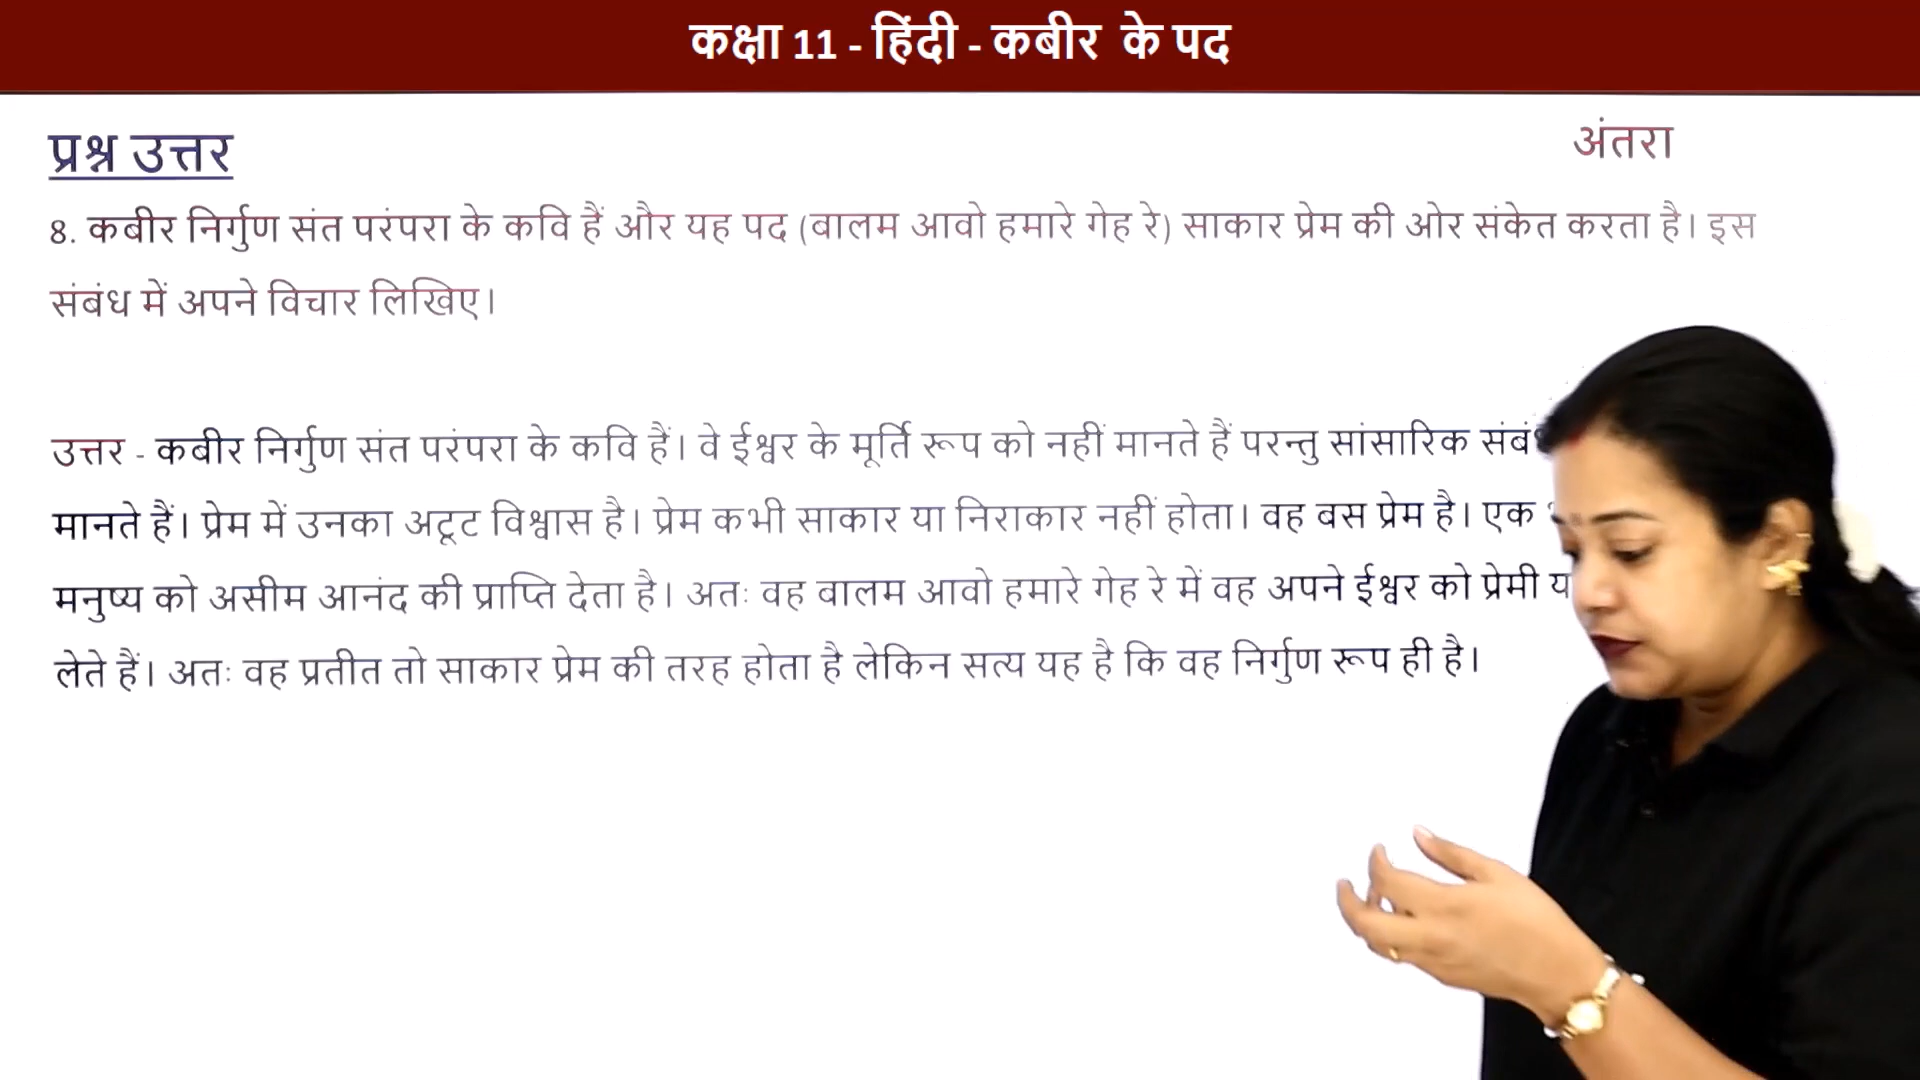 कक्षा 11 - हिंदी - कबीर के पद
प्रश्न उत्तर
अंतरा
8. कबीर निर्गुण संत परंपरा के कवि हैं और यह पद (बालम आवो हमारे गेह रे) साकार प्रेम की ओर संकेत करता है। इस
संबंध में अपने विचार लिखिए।
उत्तर - कबीर निर्गुण संत परंपरा के कवि हैं। वे ईश्वर के मूर्ति रूप को नहीं मानते हैं परन्तु सांसारिक
मानते हैं। प्रेम में उनका अटूट विश्वास है। प्रेम कभी साकार या निराकार नहीं होता। वह बस प्रेम है। एक
मनुष्य को असीम आनंद की प्राप्ति देता है। अतः वह बालम आवो हमारे गेह रे में वह अपने ईश्वर को प्रेमी
लेते हैं। अतः वह प्रतीत तो साकार प्रेम की तरह होता है लेकिन सत्य यह है कि वह निर्गुण रूप ही है।